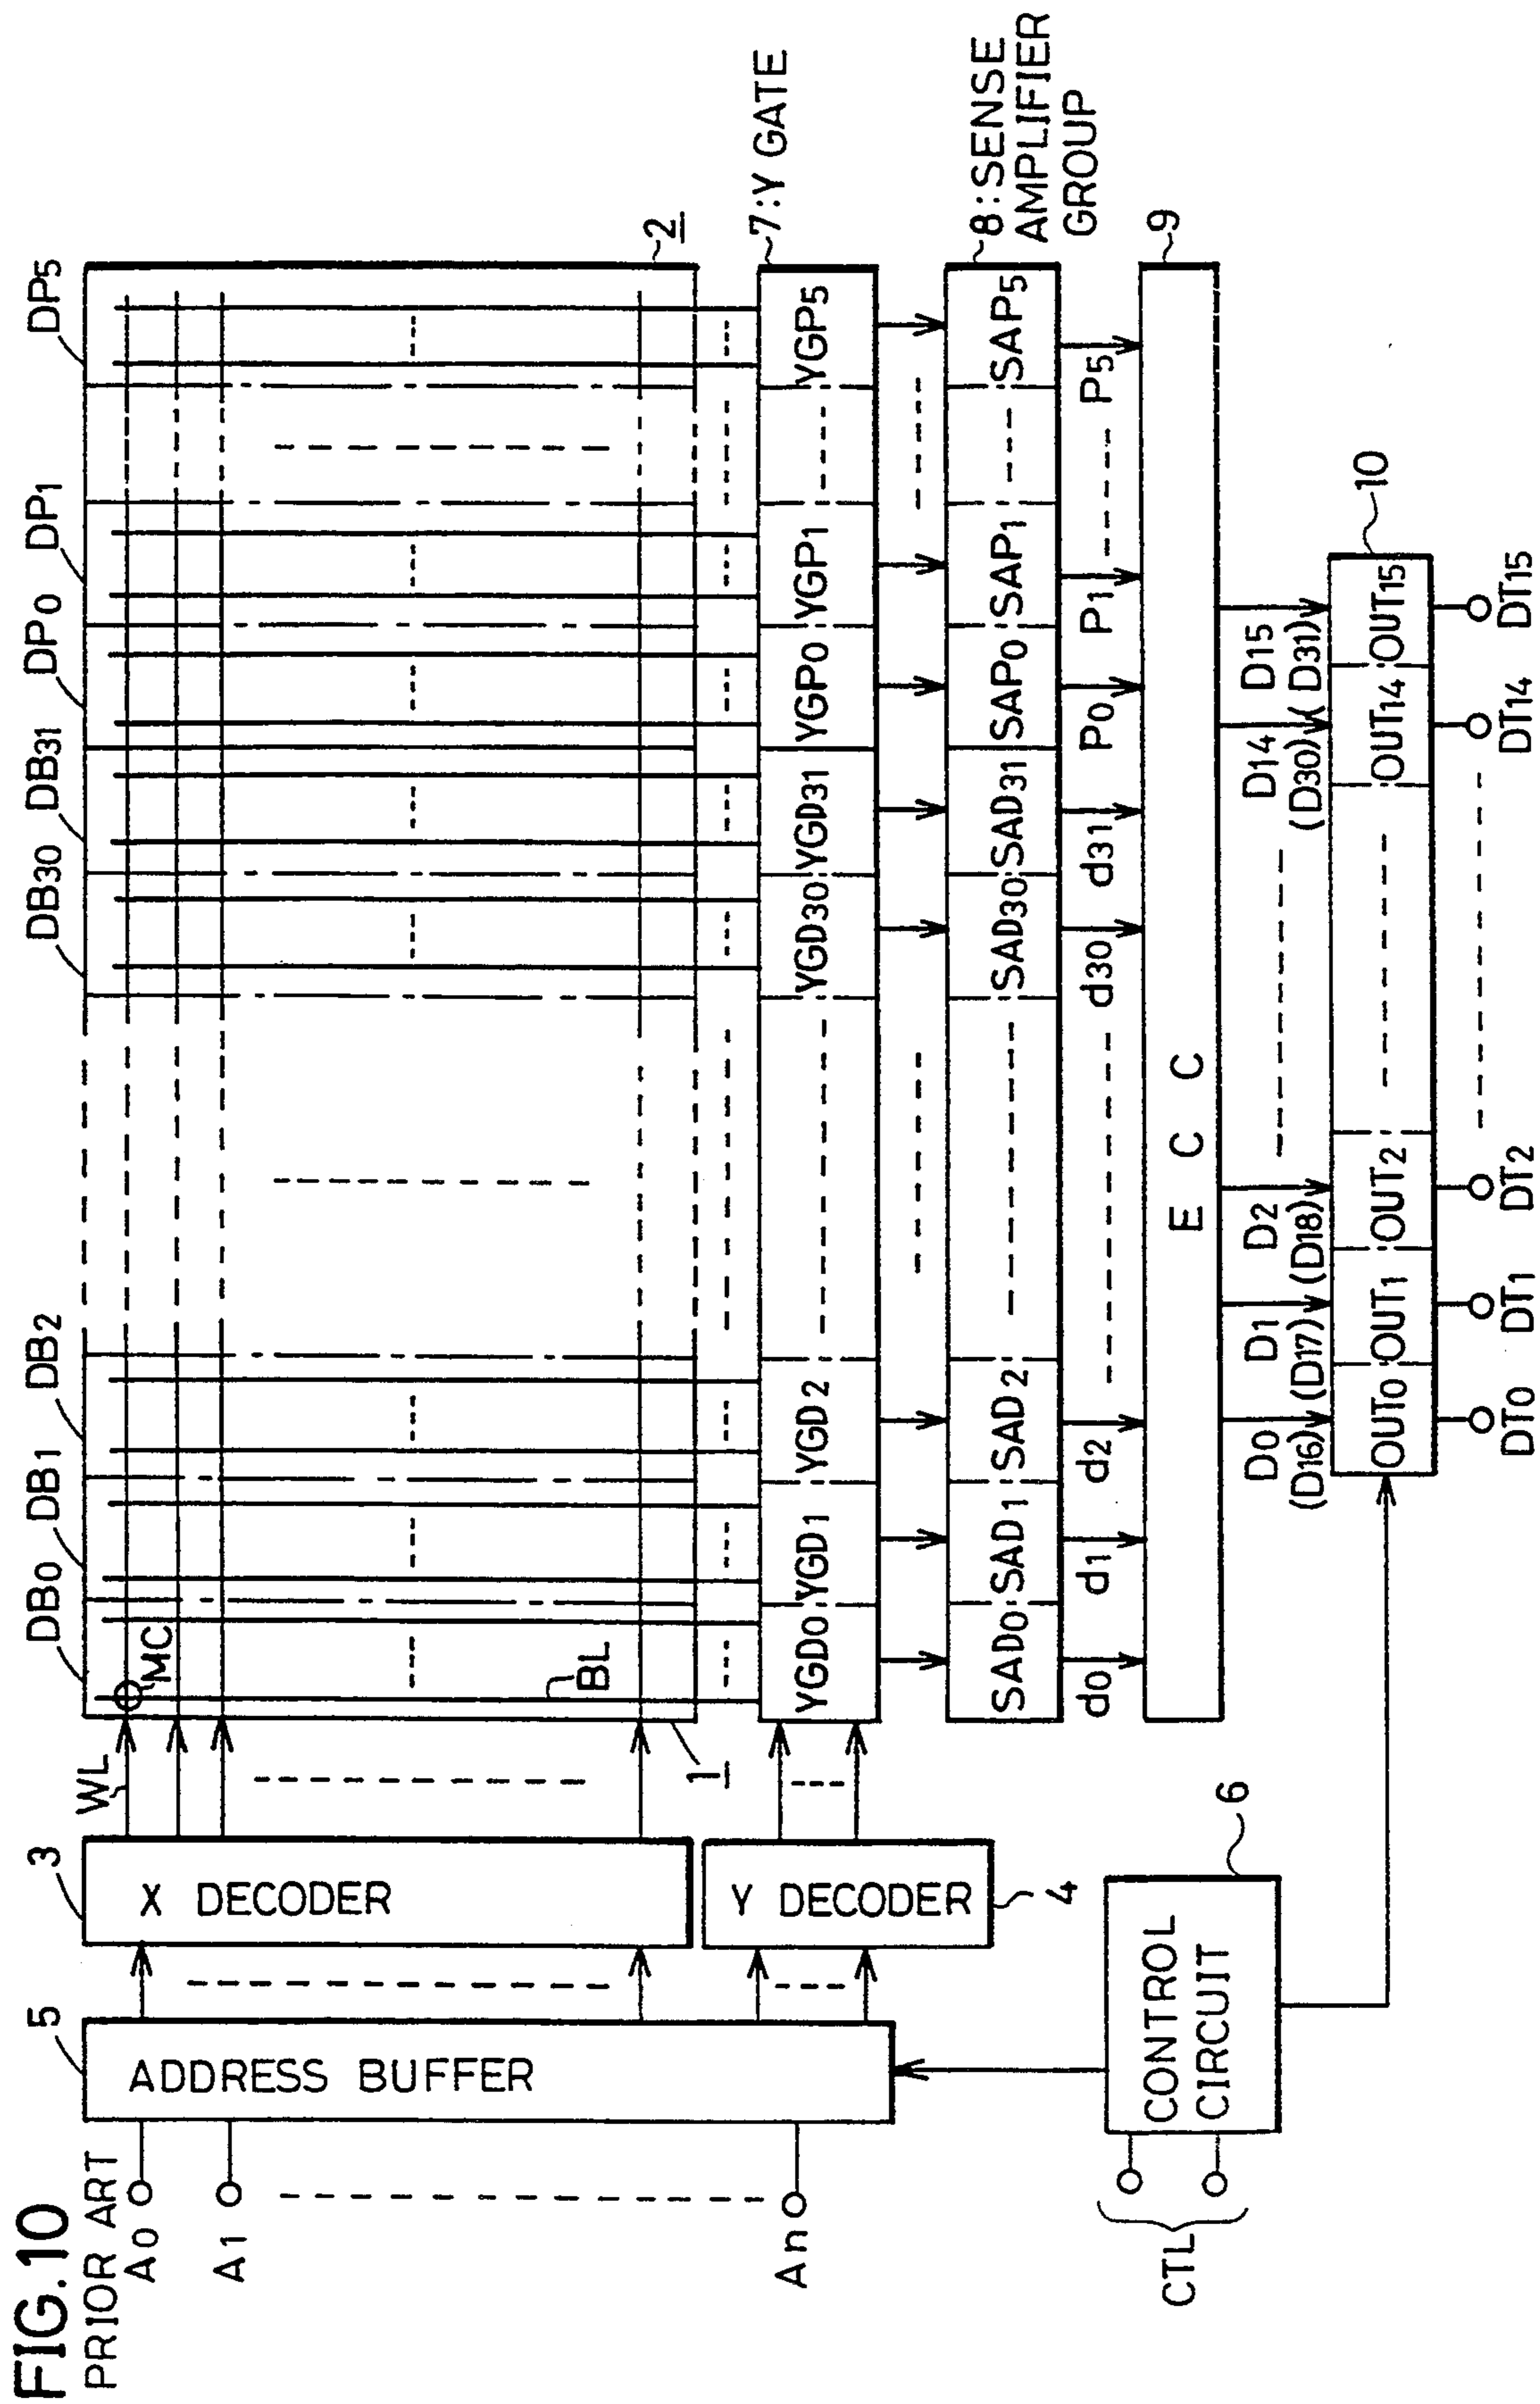 FIG.10
PRIOR ART
DB0 DB1 DB2 DB30 DB31 DP0 DP1 DP5
A0
A1
An
5
ADDRESS BUFFER
3
X DECODER
WL
MC
BL
1
2
Y DECODER
4
YGD0 YGD1 YGD2 YGD30 YGD31 YGP0 YGP1 YGP5
7:Y GATE
SAD0 SAD1 SAD2 SAD30 SAD31 SAP0 SAP1 SAP5
8:SENSE
AMPLIFIER
GROUP
d0 d1 d2 d30 d31 P0 P1 P5
E C C
9
CTL
CONTROL
CIRCUIT
6
D0 D1 D2 D14 D15
(D16) (D17) (D18) (D30) (D31)
OUT0 OUT1 OUT2 OUT14 OUT15
10
DT0 DT1 DT2 DT14 DT15